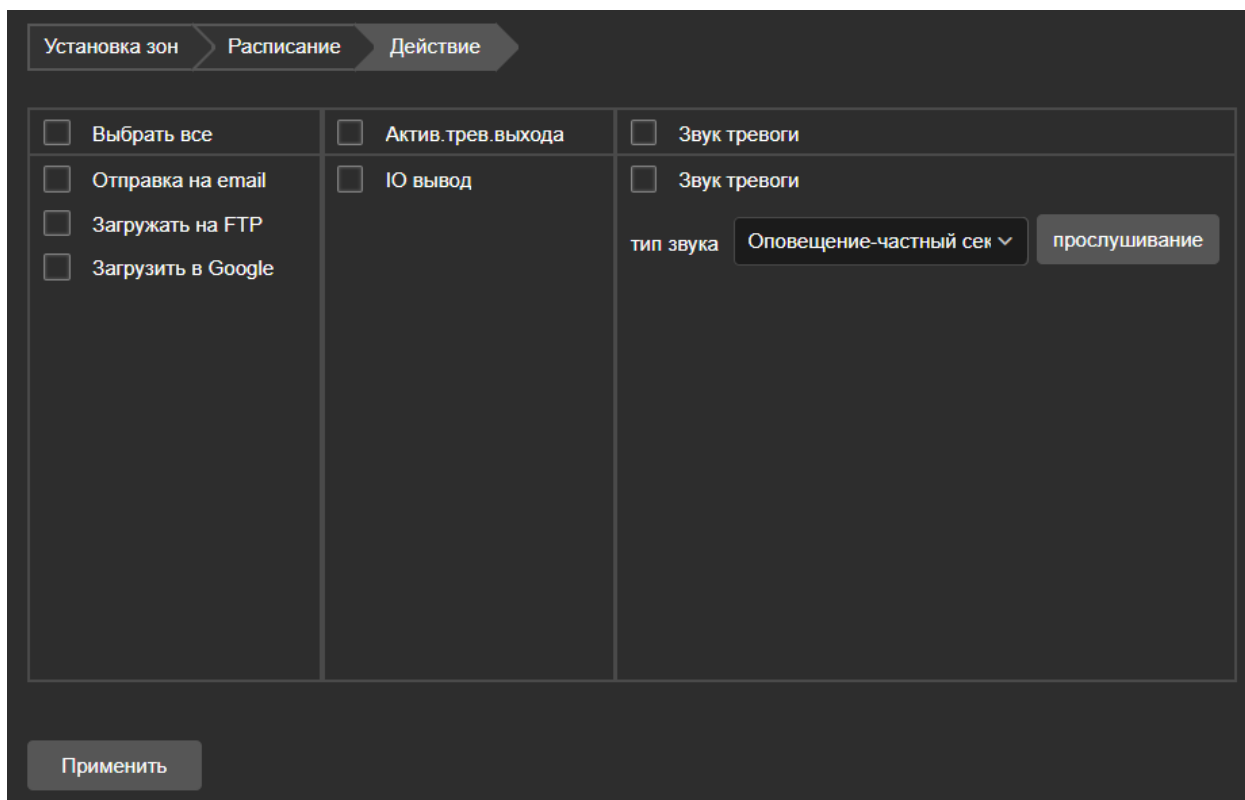 Установка зон Расписание Действие
Выбрать все Актив.трев.выхода Звук тревоги
Отправка на email IO вывод Звук тревоги
Загружать на FTP
тип звука Оповещение-частный сек прослушивание
Загрузить в Google
Применить